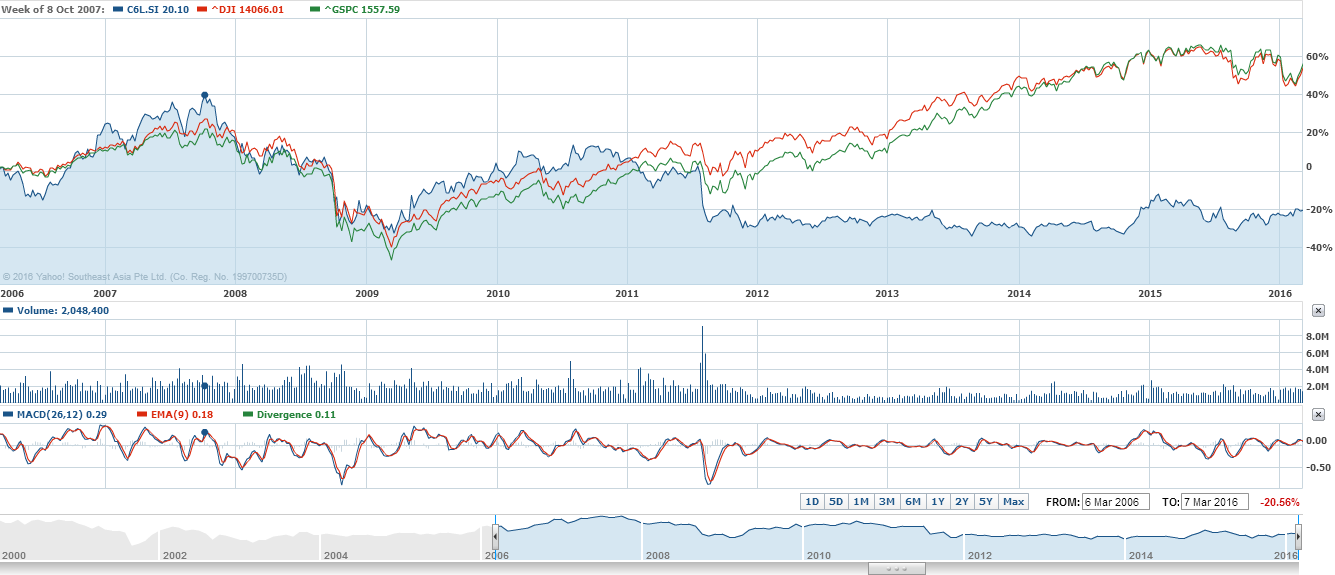 Week of 8 Oct 2007: C6L.SI 20.10 ^DJI 14066.01 ^GSPC 1557.59
60%
40%
20%
0
-20%
-40%
© 2016 Yahoo! Southeast Asia Pte Ltd. (Co. Reg. No. 199700735D)
2006 2007 2008 2009 2010 2011 2012 2013 2014 2015 2016
Volume: 2,048,400
8.0M
6.0M
4.0M
2.0M
MACD(26,12) 0.29 EMA(9) 0.18 Divergence 0.11
0.00
-0.50
1D 5D 1M 3M 6M 1Y 2Y 5Y Max FROM: 6 Mar 2006 TO: 7 Mar 2016 -20.56%
2000 2002 2004 2006 2008 2010 2012 2014 2016